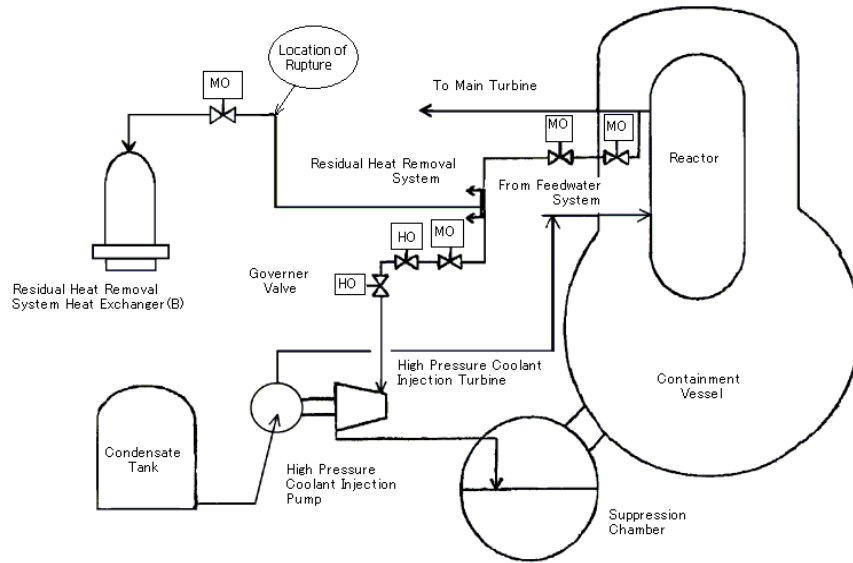 Location of
Rupture
MO
To Main Turbine
MO
MO
Residual Heat Removal
System
Reactor
From Feedwater
System
HO
MO
Governer
Valve
HO
Residual Heat Removal
System Heat Exchanger(B)
High Pressure Coolant
Injection Turbine
Containment
Vessel
Condensate
Tank
High Pressure
Coolant Injection
Pump
Suppression
Chamber